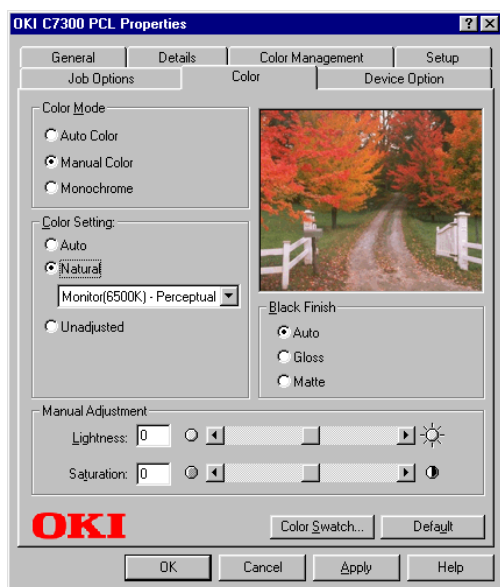 OKI C7300 PCL Properties
General Details Color Management Setup
Job Options Color Device Option
Color Mode
Auto Color
Manual Color
Monochrome
Color Setting:
Auto
Natural
Monitor(6500K) - Perceptual
Unadjusted
Black Finish
Auto
Gloss
Matte
Manual Adjustment
Lightness: 0
Saturation: 0
OKI
Color Swatch... Default
OK Cancel Apply Help